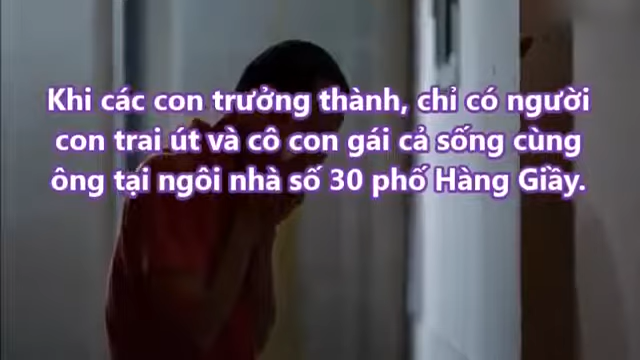 Khi các con trưởng thành, chỉ có người
con trai út và cô con gái cả sống cùng
ông tại ngôi nhà số 30 phố Hàng Giầy.